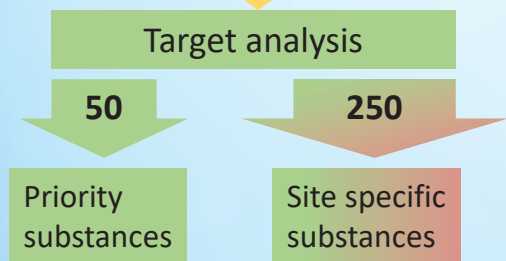 Target analysis
50
250
Priority
substances
Site specific
substances